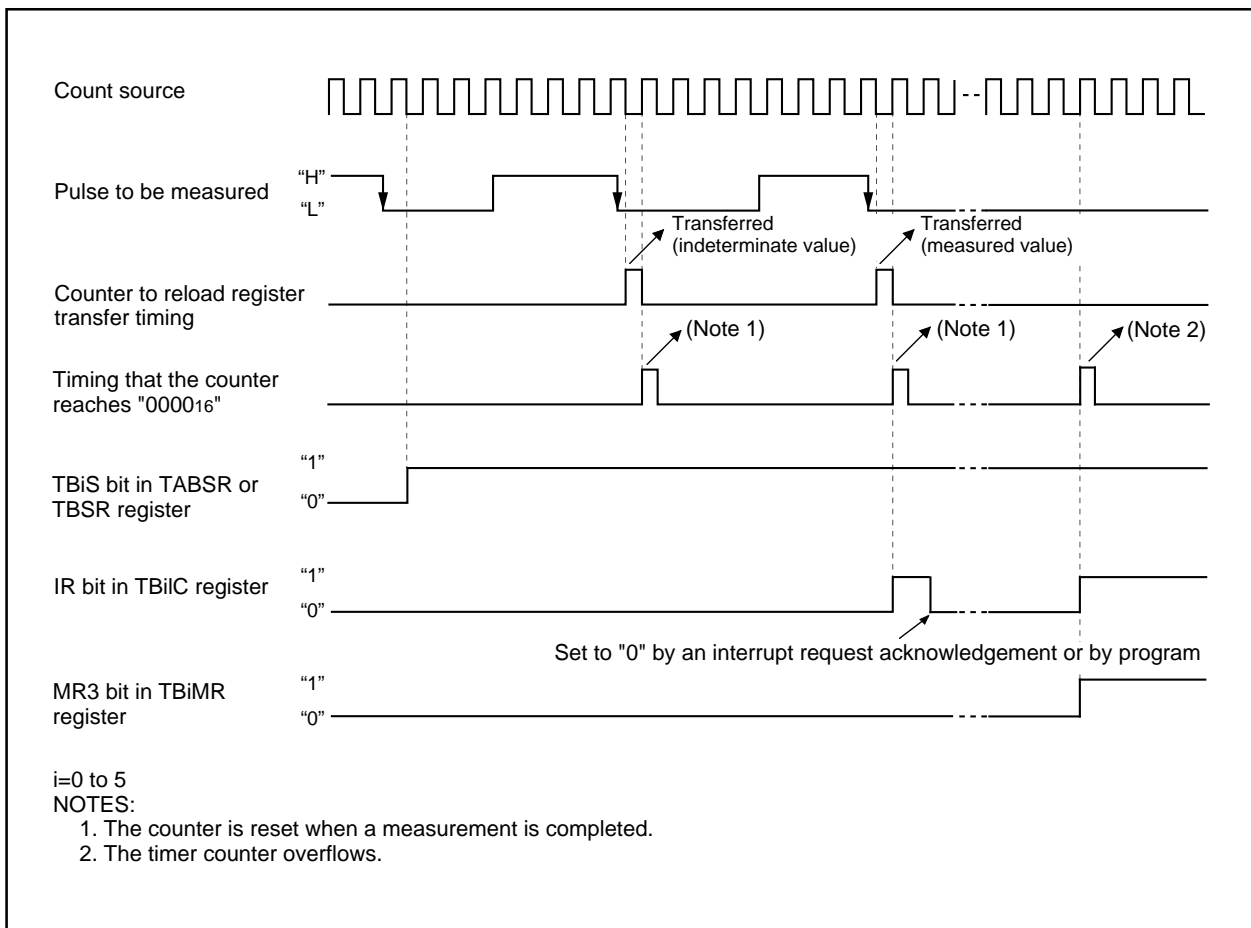 Count source
Pulse to be measured
“H”
“L”
Transferred
(indeterminate value)
Transferred
(measured value)
Counter to reload register
transfer timing
(Note 1)
(Note 1)
(Note 2)
Timing that the counter
reaches "000016"
TBiS bit in TABSR or
TBSR register
“1”
“0”
IR bit in TBiIC register
“1”
“0”
Set to "0" by an interrupt request acknowledgement or by program
MR3 bit in TBiMR
register
“1”
“0”
i=0 to 5
NOTES:
1. The counter is reset when a measurement is completed.
2. The timer counter overflows.